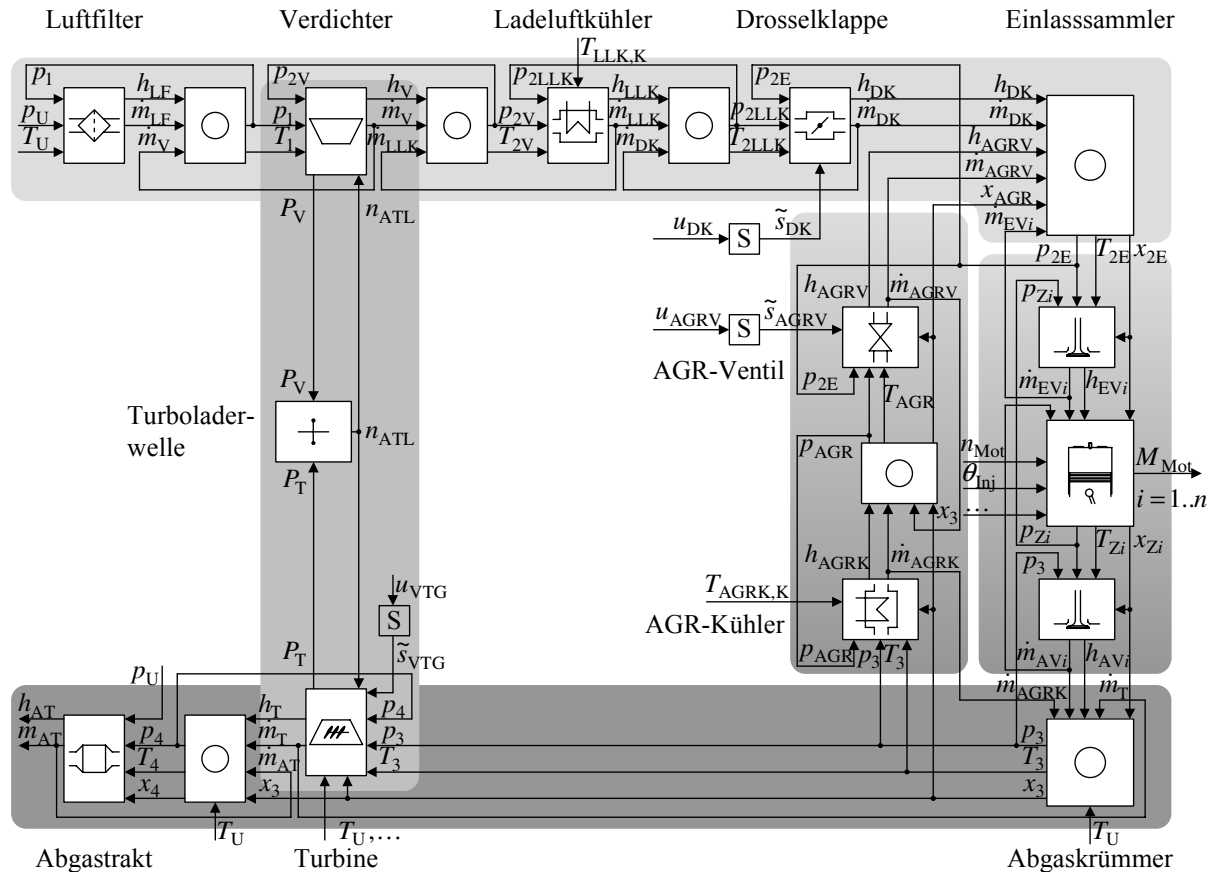 Luftfilter Verdichter Ladeluftkühler Drosselklappe Einlasssammler
T_LLK,K
p_1 p_2V p_2LLK p_2E
h_LF h_V h_LLK h_DK h_DK
p_U ṁ_LF p_1 ṁ_V p_2V ṁ_LLK p_2LLK ṁ_DK ṁ_DK
T_U ṁ_V T_1 ṁ_LLK T_2V ṁ_DK T_2LLK h_AGRV
ṁ_AGRV
x_AGR
P_V n_ATL ṁ_EVi
u_DK S s̃_DK
p_2E T_2E x_2E
h_AGRV ṁ_AGRV p_Zi
u_AGRV S s̃_AGRV
AGR-Ventil
p_2E ṁ_EVi h_EVi
P_V T_AGR
Turbolader-
welle
n_ATL
p_AGR n_Mot M_Mot
P_T θ_Inj i = 1..n
x_3 …
p_Zi T_Zi x_Zi
h_AGRK ṁ_AGRK p_3
u_VTG T_AGRK,K
S
AGR-Kühler
P_T s̃_VTG p_AGR p_3 T_3 ṁ_AVi h_AVi
p_U ṁ_AGRK ṁ_T
h_AT h_T p_4
ṁ_AT p_4 ṁ_T p_3 p_3
T_4 ṁ_AT T_3 T_3
x_4 x_3 x_3
T_U T_U,… T_U
Abgastrakt Turbine Abgaskrümmer